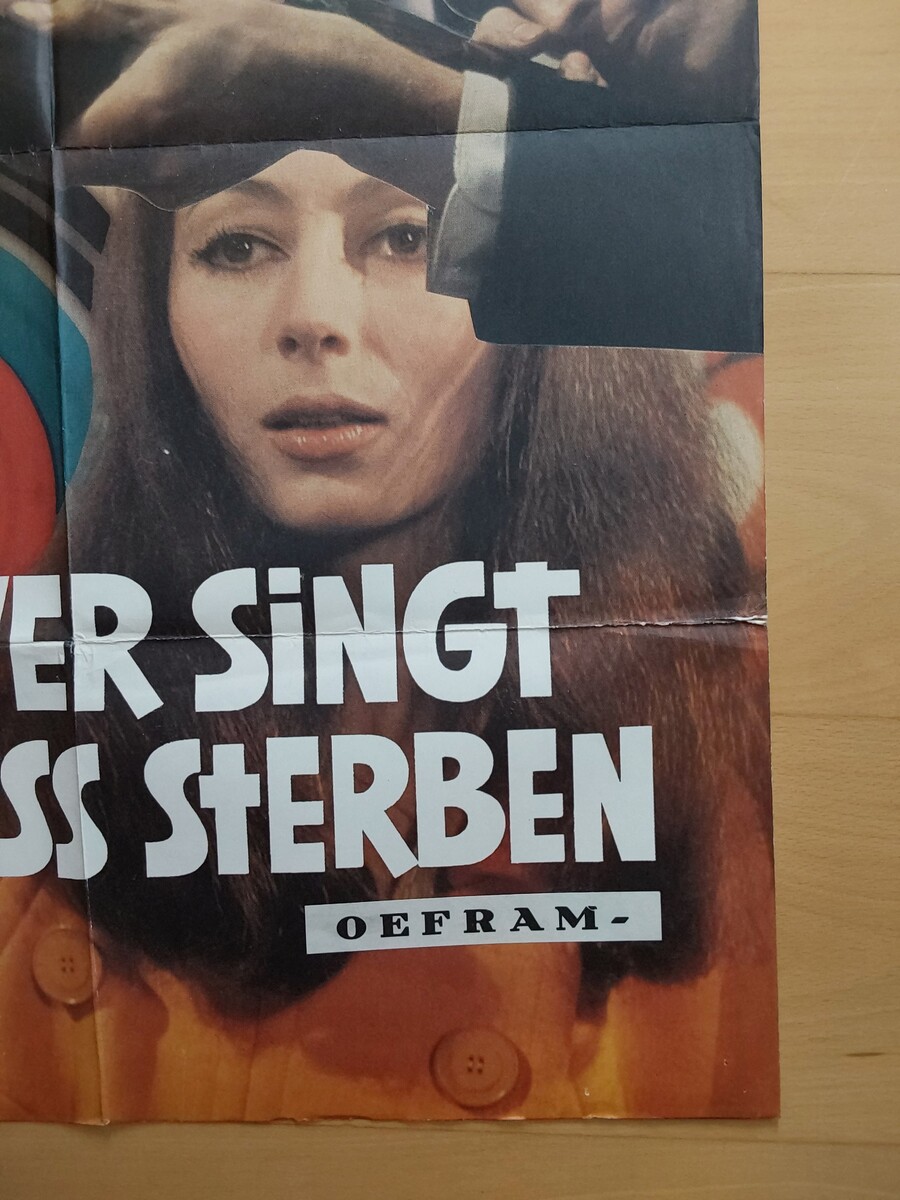 ER SiNGT
SS StERBEN
OEFRAM-